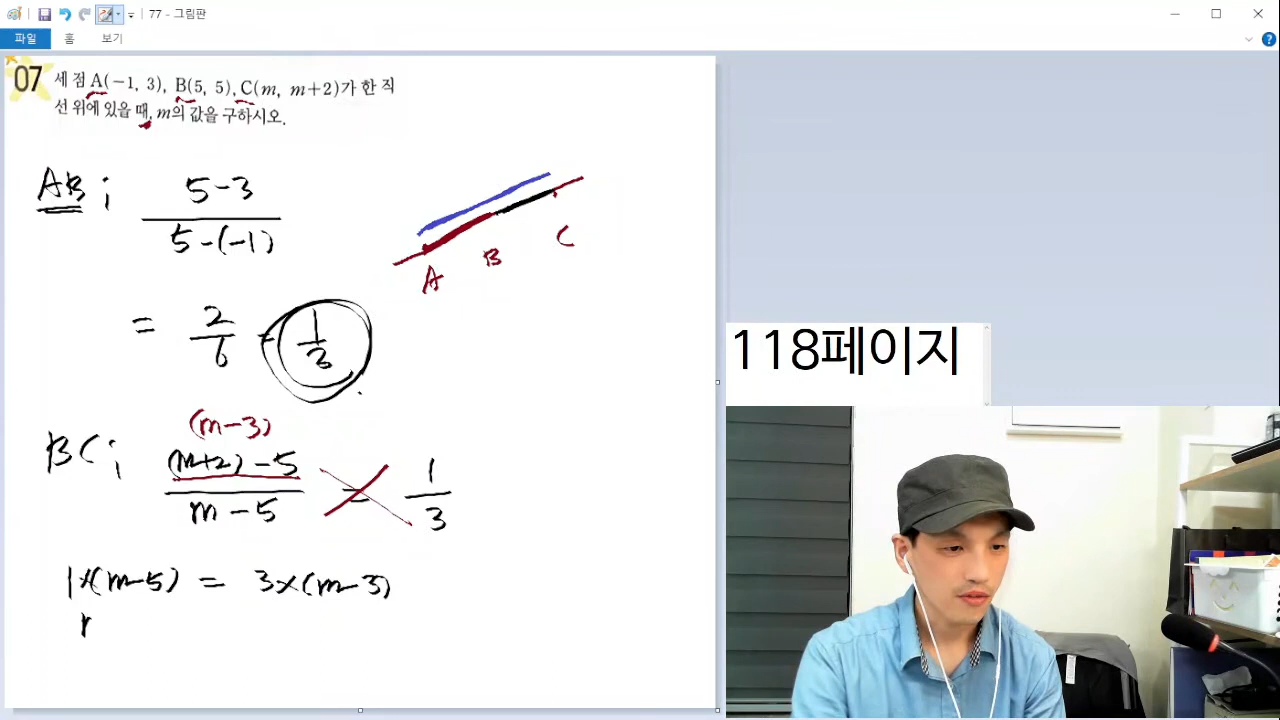 77 - 그림판
파일 홈 보기
07 세 점 A(-1, 3), B(5, 5), C(m, m+2)가 한 직
선 위에 있을 때, m의 값을 구하시오.
AB ;
5-3
5-(-1)
A B C
= 2/6 = 1/3
(m-3)
BC ;
(m+2)-5
m-5
= 1/3
1×(m-5) = 3×(m-3)
118페이지